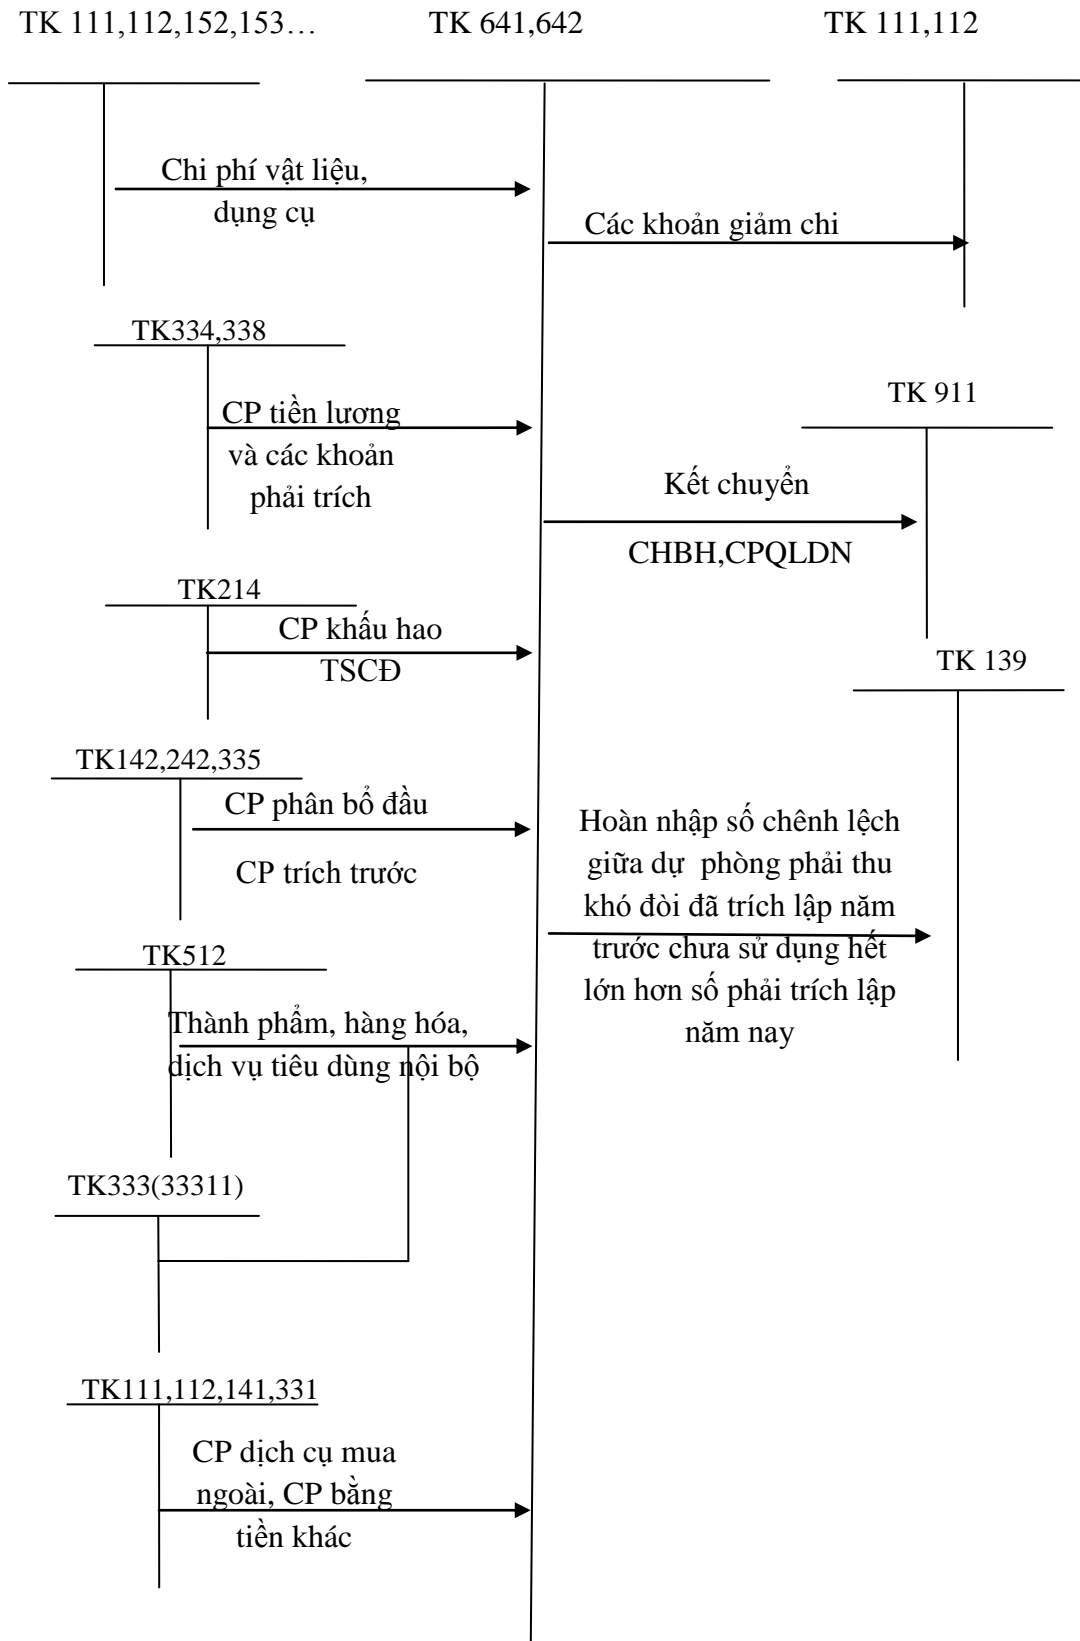 TK 111,112,152,153…
TK 641,642
TK 111,112
Chi phí vật liệu,
dụng cụ
Các khoản giảm chi
TK334,338
CP tiền lương
và các khoản
phải trích
TK 911
Kết chuyển
CHBH,CPQLDN
TK214
CP khấu hao
TSCĐ
TK 139
TK142,242,335
CP phân bổ đầu
CP trích trước
Hoàn nhập số chênh lệch
giữa dự phòng phải thu
khó đòi đã trích lập năm
trước chưa sử dụng hết
lớn hơn số phải trích lập
năm nay
TK512
Thành phẩm, hàng hóa,
dịch vụ tiêu dùng nội bộ
TK333(33311)
TK111,112,141,331
CP dịch cụ mua
ngoài, CP bằng
tiền khác